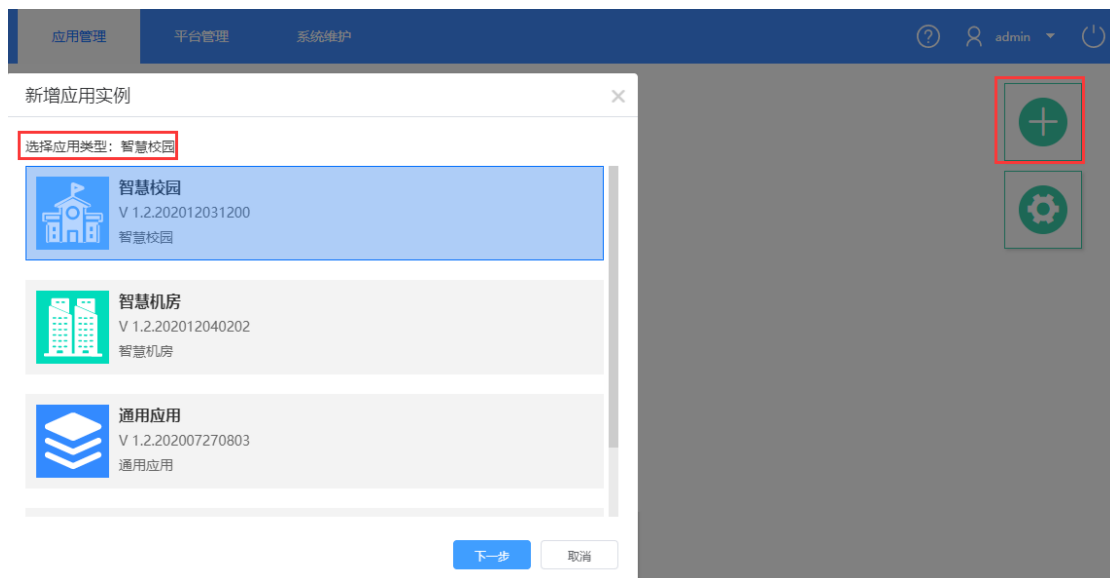 应用管理 平台管理 系统维护 admin
新增应用实例
选择应用类型：智慧校园
智慧校园
V 1.2.202012031200
智慧校园
智慧机房
V 1.2.202012040202
智慧机房
通用应用
V 1.2.202007270803
通用应用
下一步 取消